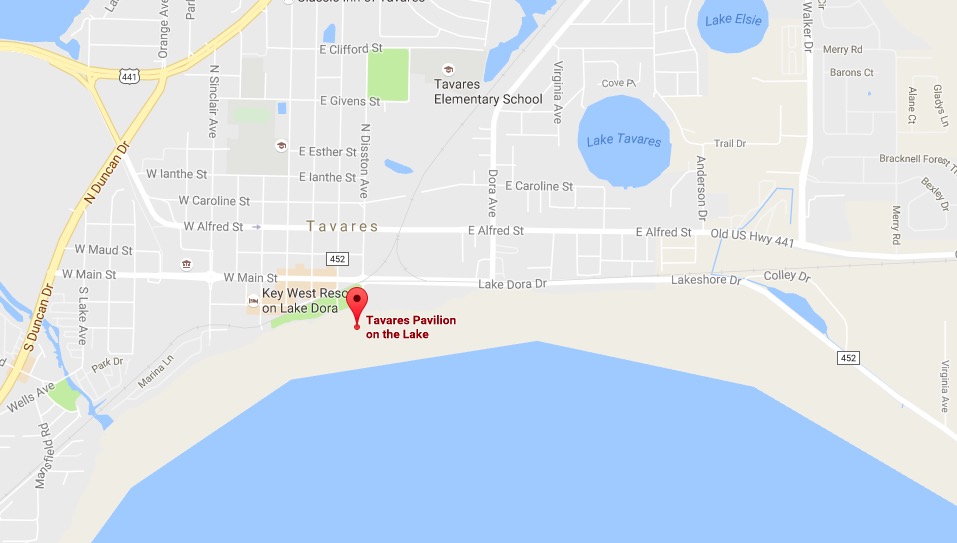 Classic Inn of Tavares
Lake Elsie
Orange Ave
Walker Dr
Cir
Merry Rd
Barons Ct
E Clifford St
441
N Sinclair Ave
Tavares
Elementary School
Virginia Ave
Cove Pl
Gladys Ln
Alane Ct
E Givens St
N Disston Ave
Lake Tavares
Trail Dr
E Esther St
Bracknell Forest
N Duncan Dr
W Ianthe St
E Ianthe St
Dora Ave
E Caroline St
Anderson Dr
Bexley Dr
W Caroline St
Merry Rd
W Alfred St
Tavares
E Alfred St
E Alfred St
Old US Hwy 441
W Maud St
452
W Main St
W Main St
Lake Dora Dr
Lakeshore Dr
Colley Dr
S Lake Ave
Key West Reso
on Lake Dora
Tavares Pavilion
on the Lake
S Duncan Dr
452
Park Dr
Marina Ln
Wells Ave
Virginia Ave
Mansfield Rd